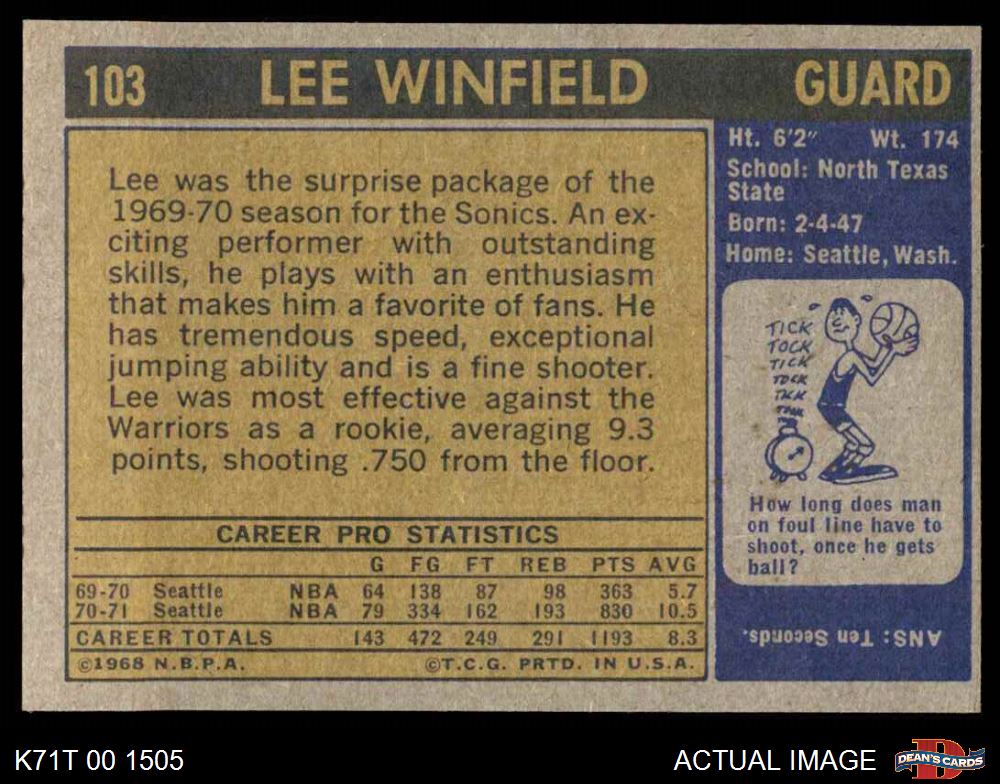 103 LEE WINFIELD GUARD
Lee was the surprise package of the
1969-70 season for the Sonics. An ex-
citing performer with outstanding
skills, he plays with an enthusiasm
that makes him a favorite of fans. He
has tremendous speed, exceptional
jumping ability and is a fine shooter.
Lee was most effective against the
Warriors as a rookie, averaging 9.3
points, shooting .750 from the floor.
CAREER PRO STATISTICS
G FG FT REB PTS AVG
69-70 Seattle NBA 64 138 87 98 363 5.7
70-71 Seattle NBA 79 334 162 193 830 10.5
CAREER TOTALS 143 472 249 291 1193 8.3
©1968 N.B.P.A. ©T.C.G. PRTD. IN U.S.A.
Ht. 6'2" Wt. 174
School: North Texas
State
Born: 2-4-47
Home: Seattle, Wash.
TICK
TOCK
TICK
TOCK
TICK
TOCK
How long does man
on foul line have to
shoot, once he gets
ball?
ANS: Ten Seconds.
K71T 00 1505 ACTUAL IMAGE
D
DEAN'S CARDS